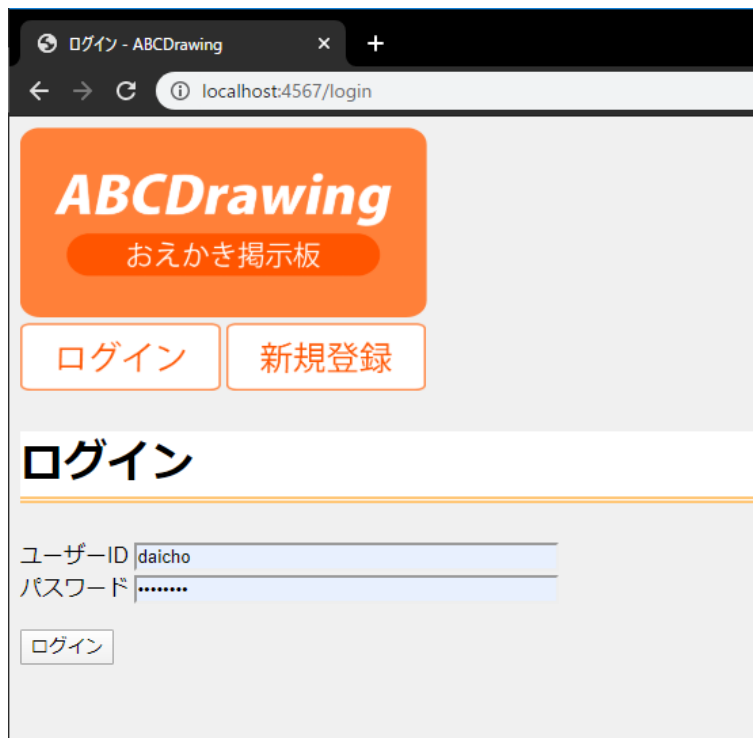 ログイン - ABCDrawing
localhost:4567/login
ABCDrawing
おえかき掲示板
ログイン 新規登録
ログイン
ユーザーID daicho
パスワード ••••••••
ログイン